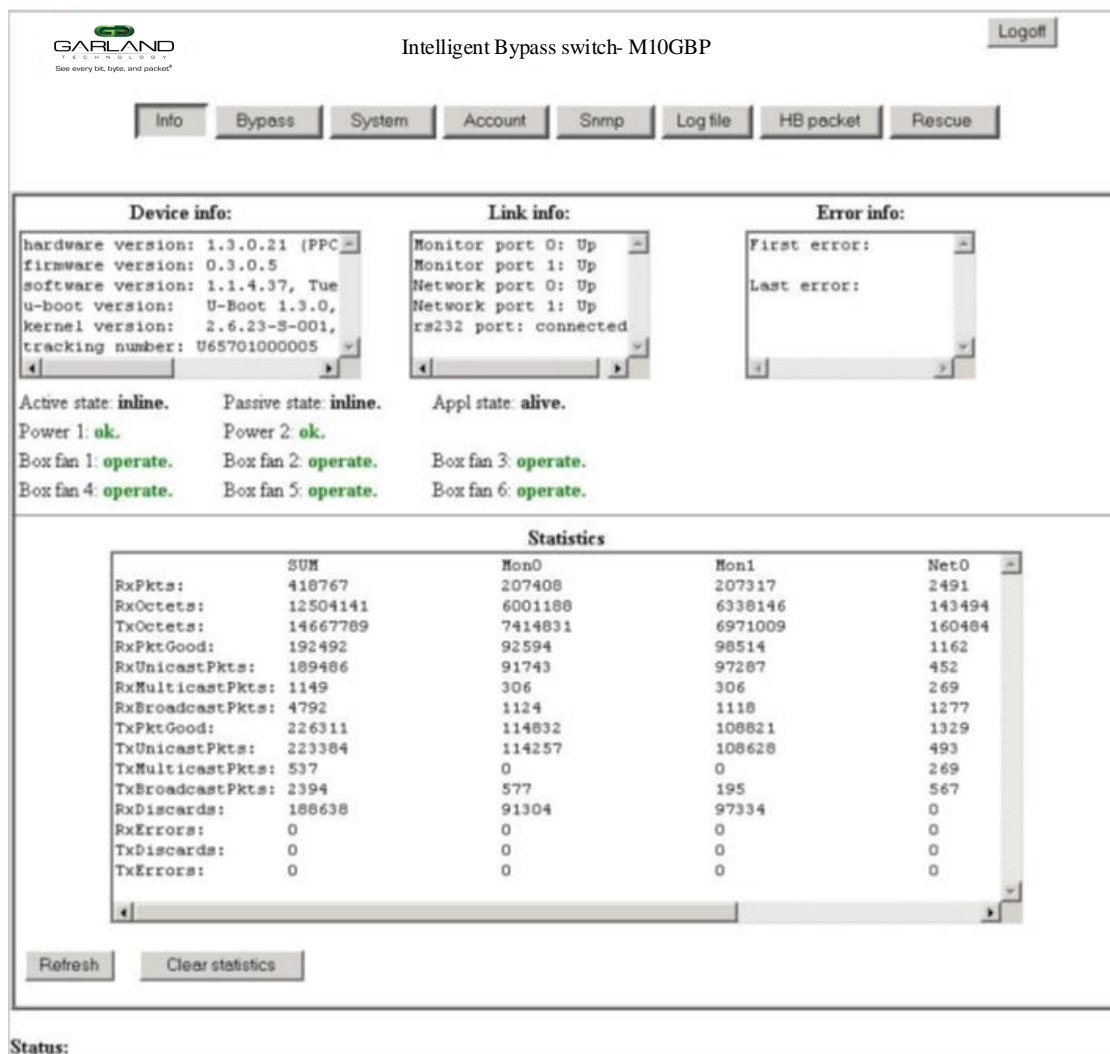 GARLAND
TECHNOLOGY
See every bit, byte, and packet®
Intelligent Bypass switch- M10GBP
Logoff
Info Bypass System Account Snmp Log file HB packet Rescue
Device info: Link info: Error info:
hardware version: 1.3.0.21 (PPC
firmware version: 0.3.0.5
software version: 1.1.4.37, Tue
u-boot version: U-Boot 1.3.0,
kernel version: 2.6.23-S-001,
tracking number: U65701000005
Monitor port 0: Up
Monitor port 1: Up
Network port 0: Up
Network port 1: Up
rs232 port: connected
First error:
Last error:
Active state: inline. Passive state: inline. Appl state: alive.
Power 1: ok. Power 2: ok.
Box fan 1: operate. Box fan 2: operate. Box fan 3: operate.
Box fan 4: operate. Box fan 5: operate. Box fan 6: operate.
Statistics
SUM Mon0 Mon1 Net0
RxPkts: 418767 207408 207317 2491
RxOctets: 12504141 6001188 6338146 143494
TxOctets: 14667789 7414831 6971009 160484
RxPktGood: 192492 92594 98514 1162
RxUnicastPkts: 189486 91743 97287 452
RxMulticastPkts: 1149 306 306 269
RxBroadcastPkts: 4792 1124 1118 1277
TxPktGood: 226311 114832 108821 1329
TxUnicastPkts: 223384 114257 108628 493
TxMulticastPkts: 537 0 0 269
TxBroadcastPkts: 2394 577 195 567
RxDiscards: 188638 91304 97334 0
RxErrors: 0 0 0 0
TxDiscards: 0 0 0 0
TxErrors: 0 0 0 0
Refresh Clear statistics
Status: